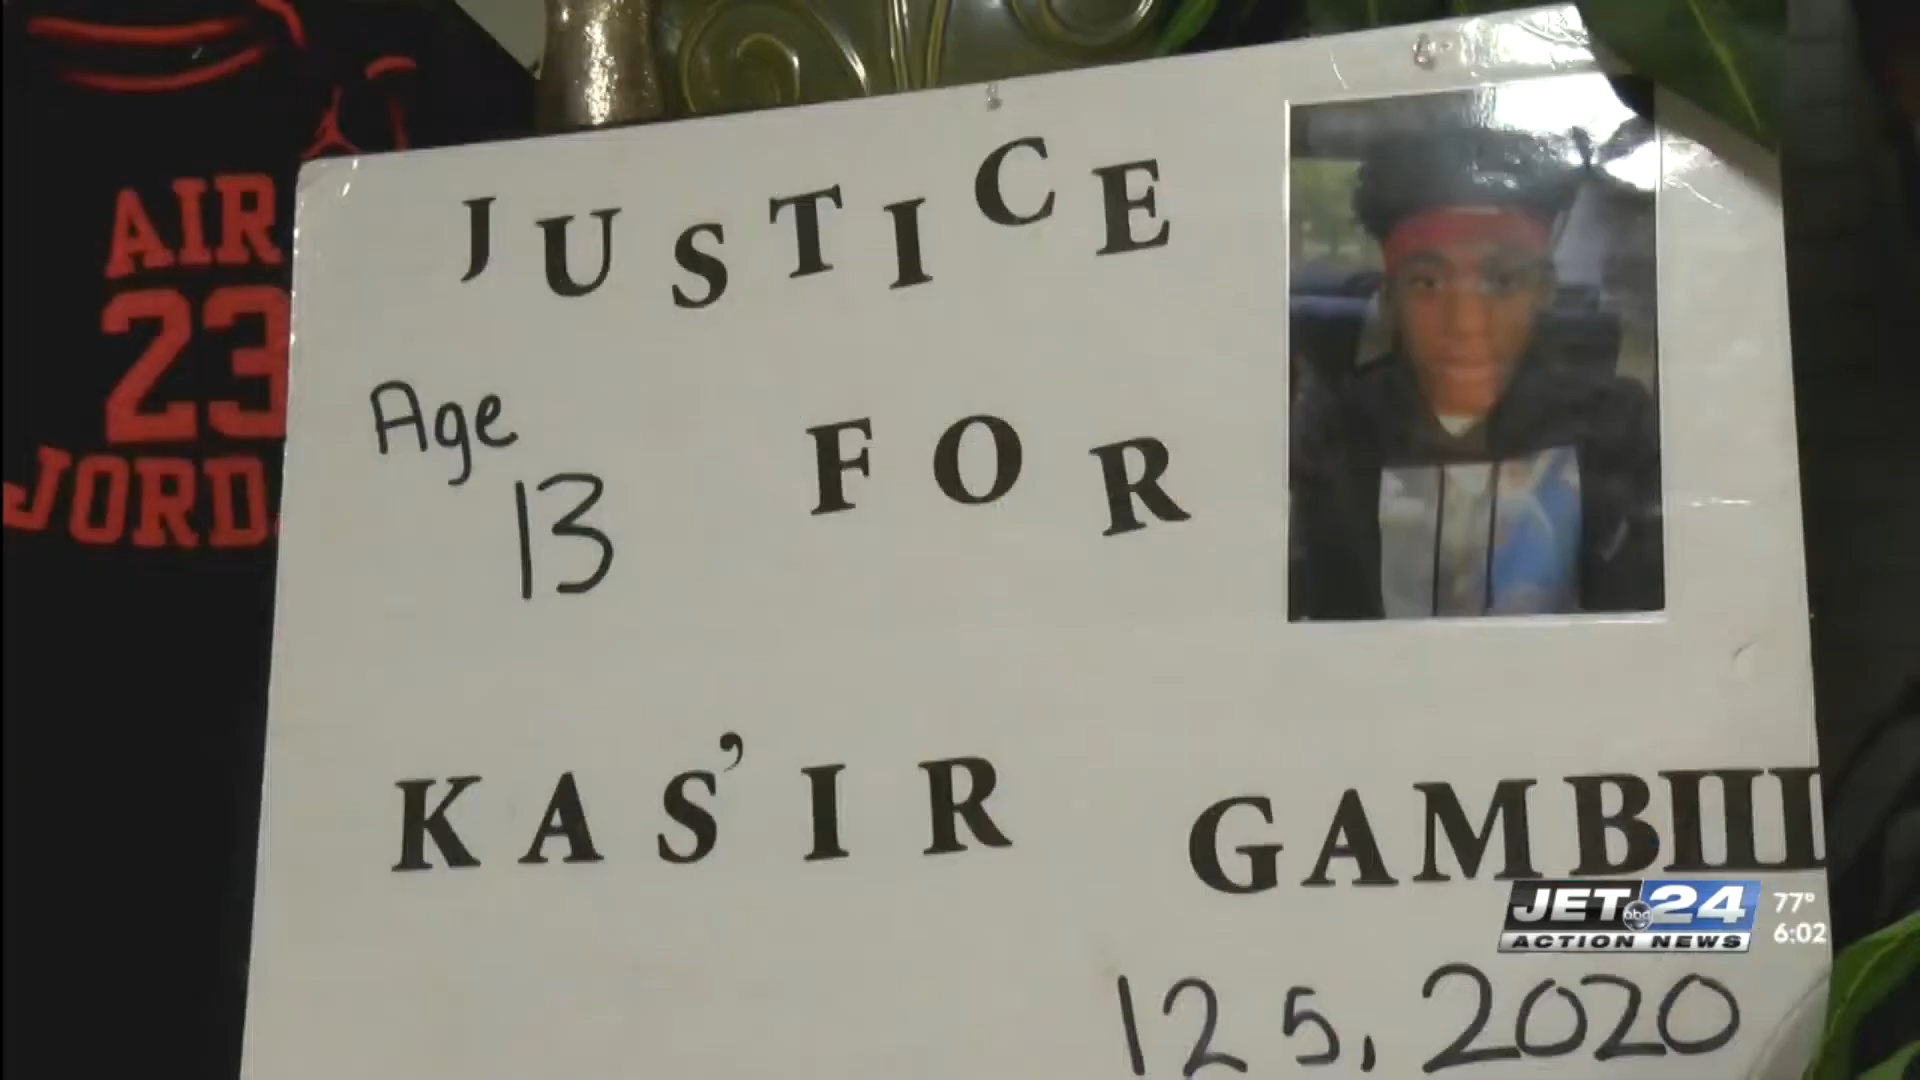 AIR
23
JORD
JUSTICE
Age
13
FOR
KAS'IR
GAMBIII
JET abc 24
ACTION NEWS
77°
6:02
12 5, 2020